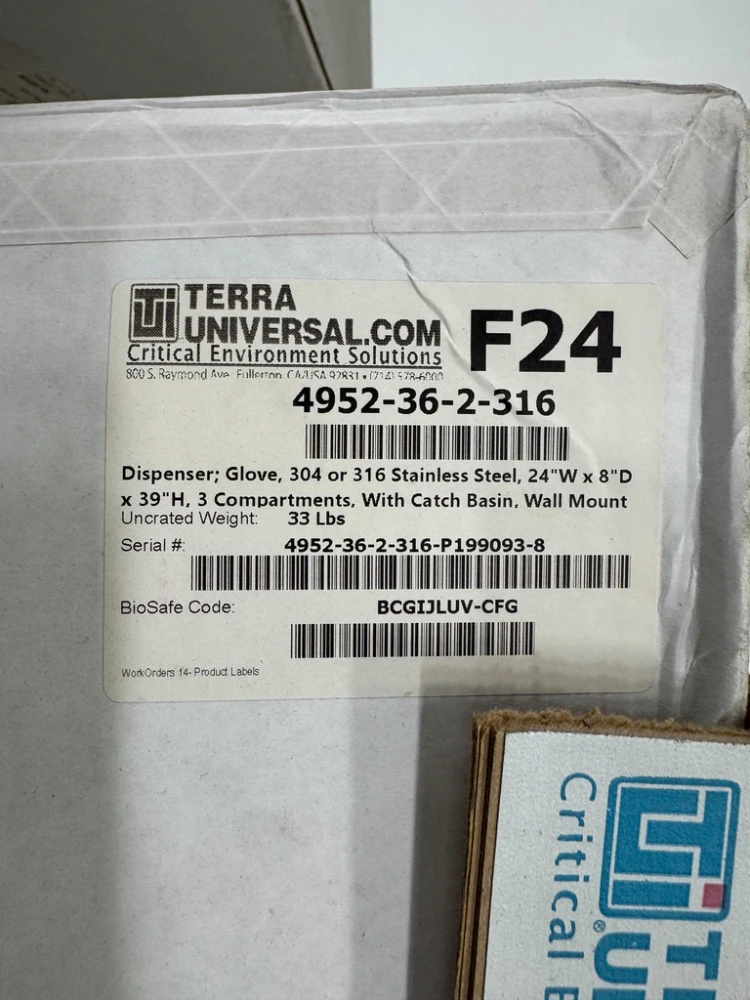 TERRA
UNIVERSAL.COM
Critical Environment Solutions
800 S. Raymond Ave. Fullerton, CA/USA 92831 • (714) 578-6000
F24
4952-36-2-316
Dispenser; Glove, 304 or 316 Stainless Steel, 24"W x 8"D
x 39"H, 3 Compartments, With Catch Basin, Wall Mount
Uncrated Weight: 33 Lbs
Serial #: 4952-36-2-316-P199093-8
BioSafe Code: BCGIJLUV-CFG
WorkOrders 14- Product Labels
TE
UN
®
Critical E